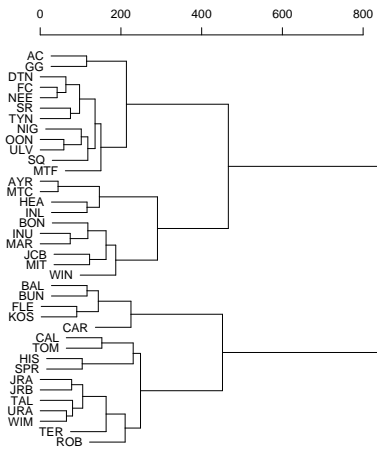 0 200 400 600 800
AC
GG
DTN
FC
NEE
SR
TYN
NIG
OON
ULV
SQ
MTF
AYR
MTC
HEA
INL
BON
INU
MAR
JCB
MIT
WIN
BAL
BUN
FLE
KOS
CAR
CAL
TOM
HIS
SPR
JRA
JRB
TAL
URA
WIM
TER
ROB